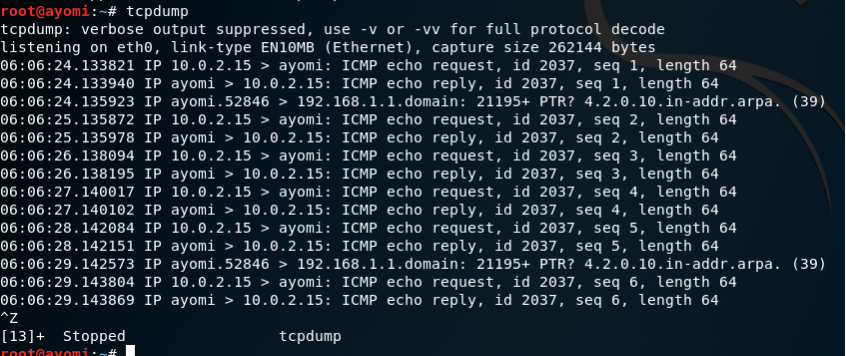 root@ayomi:~# tcpdump
tcpdump: verbose output suppressed, use -v or -vv for full protocol decode
listening on eth0, link-type EN10MB (Ethernet), capture size 262144 bytes
06:06:24.133821 IP 10.0.2.15 > ayomi: ICMP echo request, id 2037, seq 1, length 64
06:06:24.133940 IP ayomi > 10.0.2.15: ICMP echo reply, id 2037, seq 1, length 64
06:06:24.135923 IP ayomi.52846 > 192.168.1.1.domain: 21195+ PTR? 4.2.0.10.in-addr.arpa. (39)
06:06:25.135872 IP 10.0.2.15 > ayomi: ICMP echo request, id 2037, seq 2, length 64
06:06:25.135978 IP ayomi > 10.0.2.15: ICMP echo reply, id 2037, seq 2, length 64
06:06:26.138094 IP 10.0.2.15 > ayomi: ICMP echo request, id 2037, seq 3, length 64
06:06:26.138195 IP ayomi > 10.0.2.15: ICMP echo reply, id 2037, seq 3, length 64
06:06:27.140017 IP 10.0.2.15 > ayomi: ICMP echo request, id 2037, seq 4, length 64
06:06:27.140102 IP ayomi > 10.0.2.15: ICMP echo reply, id 2037, seq 4, length 64
06:06:28.142084 IP 10.0.2.15 > ayomi: ICMP echo request, id 2037, seq 5, length 64
06:06:28.142151 IP ayomi > 10.0.2.15: ICMP echo reply, id 2037, seq 5, length 64
06:06:29.142573 IP ayomi.52846 > 192.168.1.1.domain: 21195+ PTR? 4.2.0.10.in-addr.arpa. (39)
06:06:29.143804 IP 10.0.2.15 > ayomi: ICMP echo request, id 2037, seq 6, length 64
06:06:29.143869 IP ayomi > 10.0.2.15: ICMP echo reply, id 2037, seq 6, length 64
^Z
[13]+  Stopped                 tcpdump
root@ayomi:~#